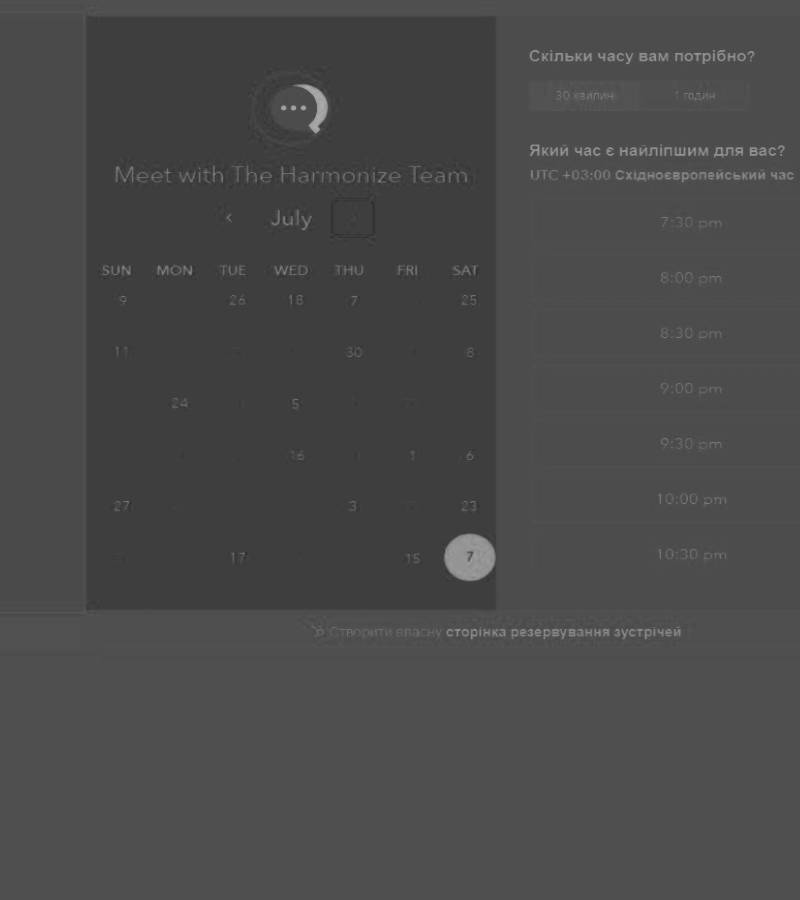 Meet with The Harmonize Team
‹ July
SUN MON TUE WED THU FRI SAT
9 26 18 7 25
11 30 8
24 5
16 1 6
27 3 23
17 15 7
Скільки часу вам потрібно?
30 хвилин 1 годин
Який час є найліпшим для вас?
UTC +03:00 Східноєвропейський час
7:30 pm
8:00 pm
8:30 pm
9:00 pm
9:30 pm
10:00 pm
10:30 pm
Створити власну сторінка резервування зустрічей